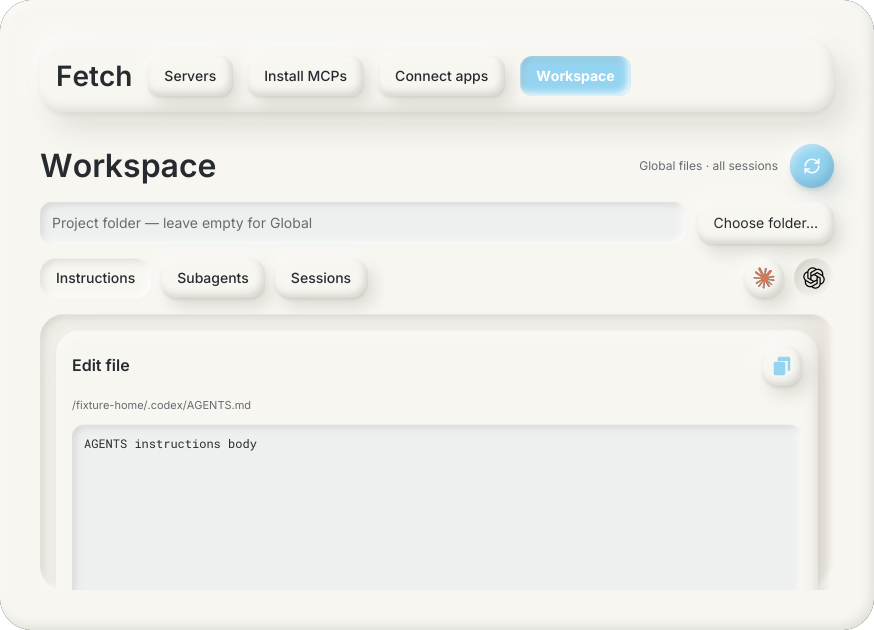 Fetch
Servers
Install MCPs
Connect apps
Workspace
Workspace
Global files · all sessions
Project folder — leave empty for Global
Choose folder...
Instructions
Subagents
Sessions
Edit file
/fixture-home/.codex/AGENTS.md
AGENTS instructions body